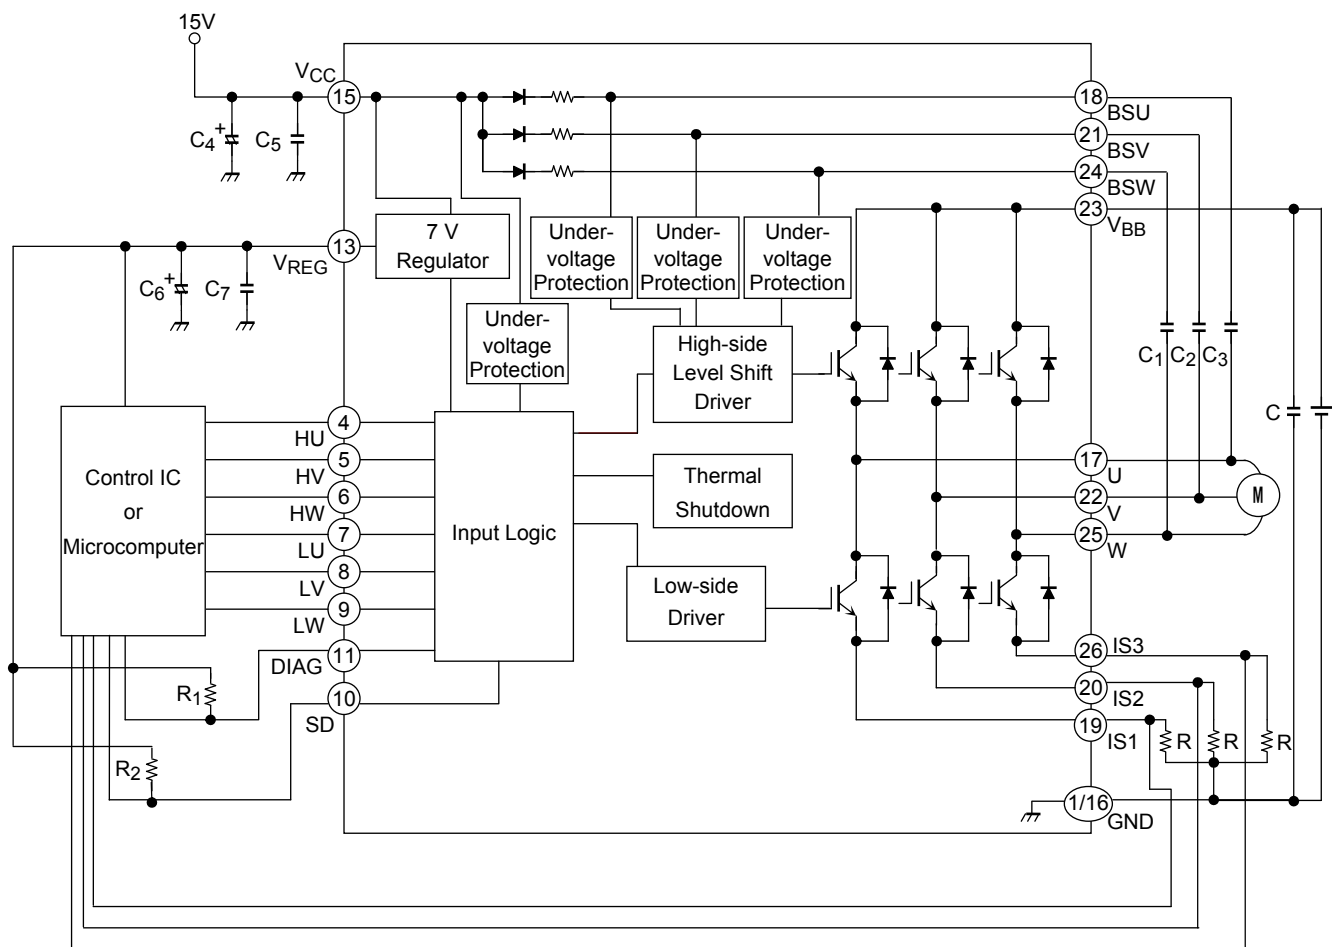 15V
VCC
15
C4
+
C5
18
BSU
21
BSV
24
BSW
23
VBB
7 V
Regulator
13
VREG
C6
+
C7
Under-
voltage
Protection
Under-
voltage
Protection
Under-
voltage
Protection
Under-
voltage
Protection
High-side
Level Shift
Driver
C1
C2
C3
C
Control IC
or
Microcomputer
4
HU
5
HV
6
HW
7
LU
8
LV
9
LW
11
DIAG
10
SD
Input Logic
Thermal
Shutdown
Low-side
Driver
17
U
22
V
25
W
M
26
IS3
20
IS2
19
IS1
R
R
R
R1
R2
1/16
GND